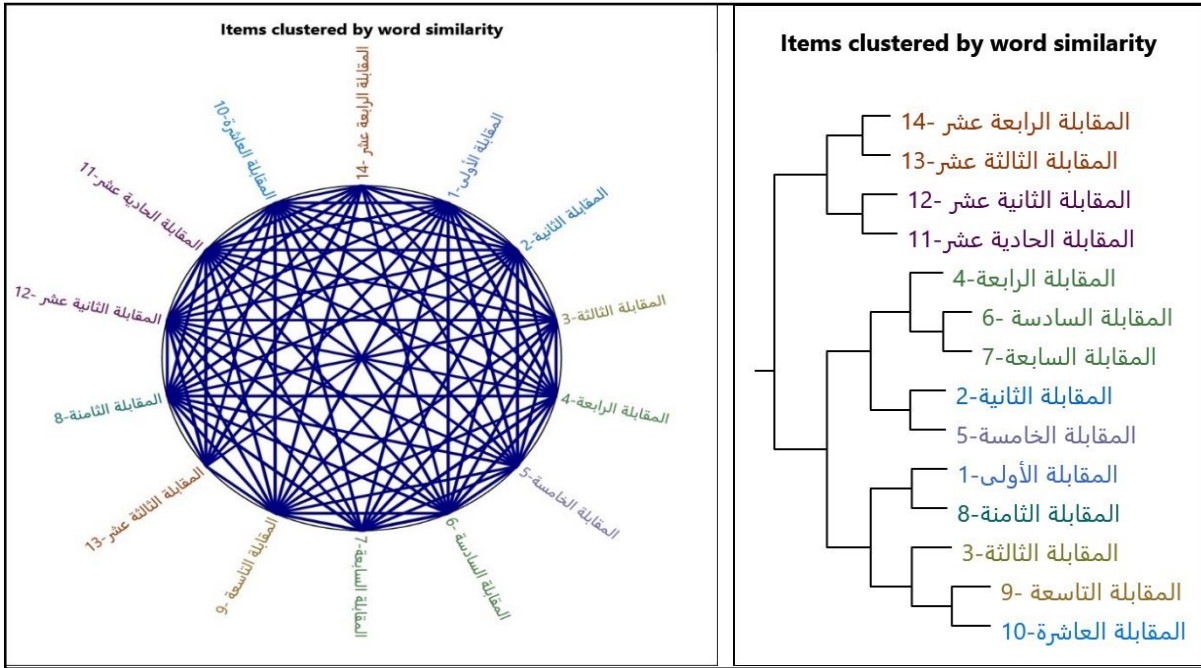 Items clustered by word similarity
14- المقابلة الرابعة عشر
1-المقابلة الأولى
2-المقابلة الثانية
3-المقابلة الثالثة
4-المقابلة الرابعة
5-المقابلة الخامسة
6- المقابلة السادسة
7-المقابلة السابعة
9- المقابلة التاسعة
13-المقابلة الثالثة عشر
8-المقابلة الثامنة
12- المقابلة الثانية عشر
11-المقابلة الحادية عشر
10-المقابلة العاشرة
Items clustered by word similarity
14- المقابلة الرابعة عشر
13-المقابلة الثالثة عشر
12- المقابلة الثانية عشر
11-المقابلة الحادية عشر
4-المقابلة الرابعة
6- المقابلة السادسة
7-المقابلة السابعة
2-المقابلة الثانية
5-المقابلة الخامسة
1-المقابلة الأولى
8-المقابلة الثامنة
3-المقابلة الثالثة
9- المقابلة التاسعة
10-المقابلة العاشرة